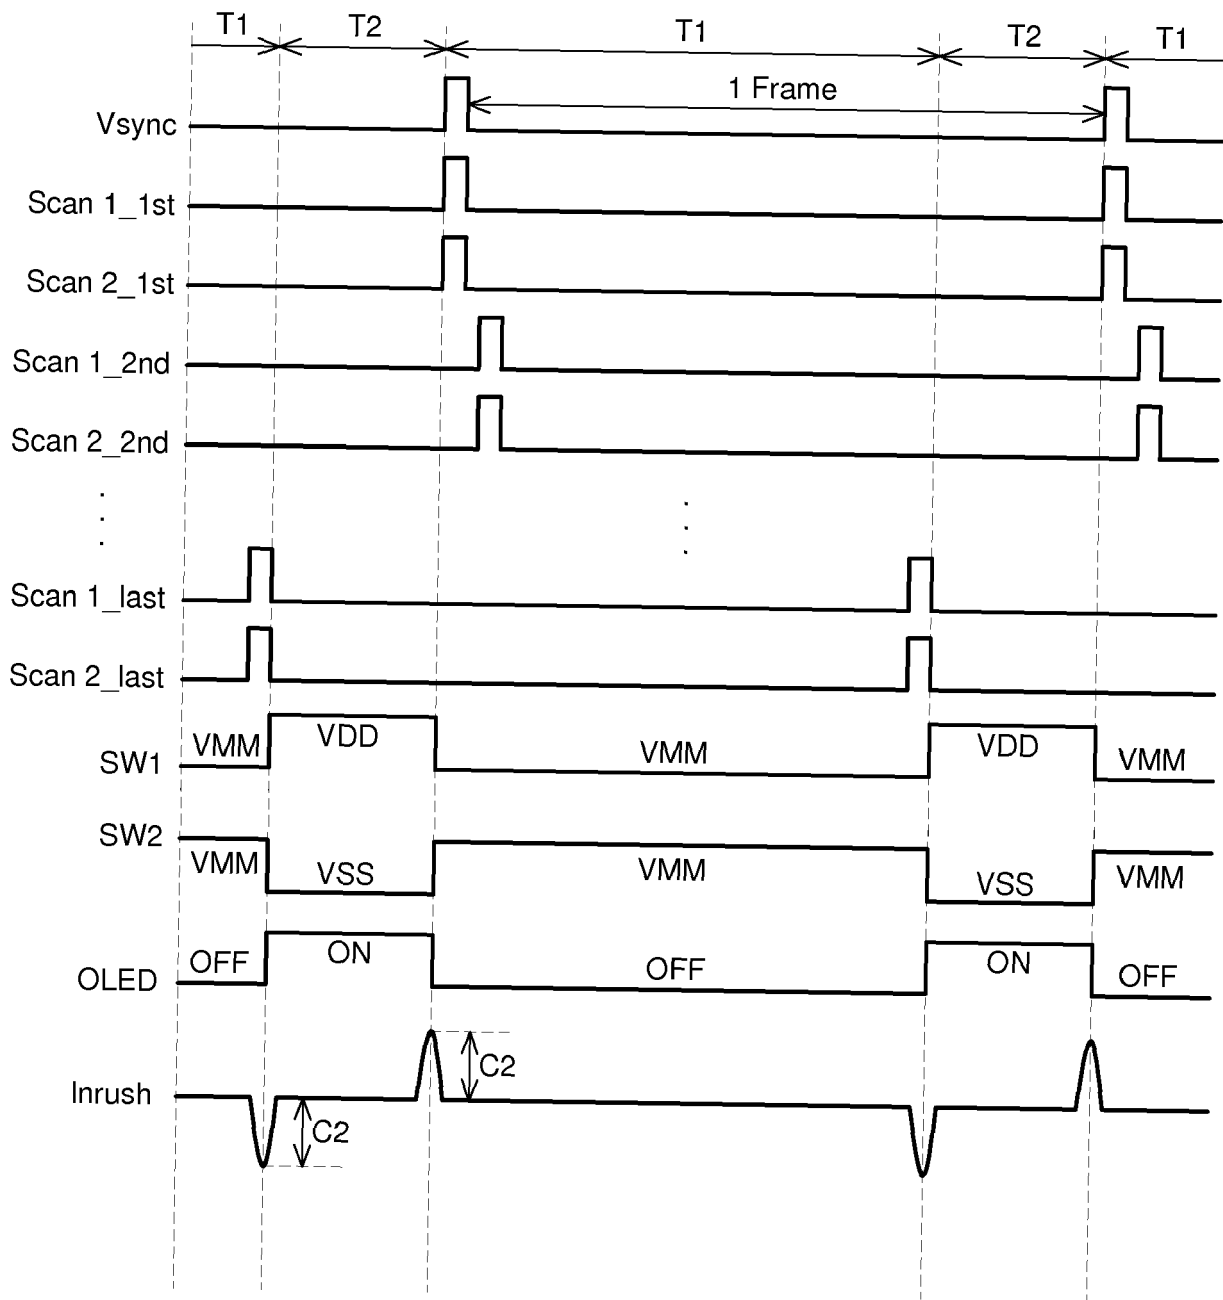 T1 T2 T1 T2 T1
1 Frame
Vsync
Scan 1_1st
Scan 2_1st
Scan 1_2nd
Scan 2_2nd
Scan 1_last
Scan 2_last
VMM VDD VMM VDD VMM
SW1
SW2
VMM VSS VMM VSS VMM
OFF ON OFF ON OFF
OLED
C2
Inrush
C2